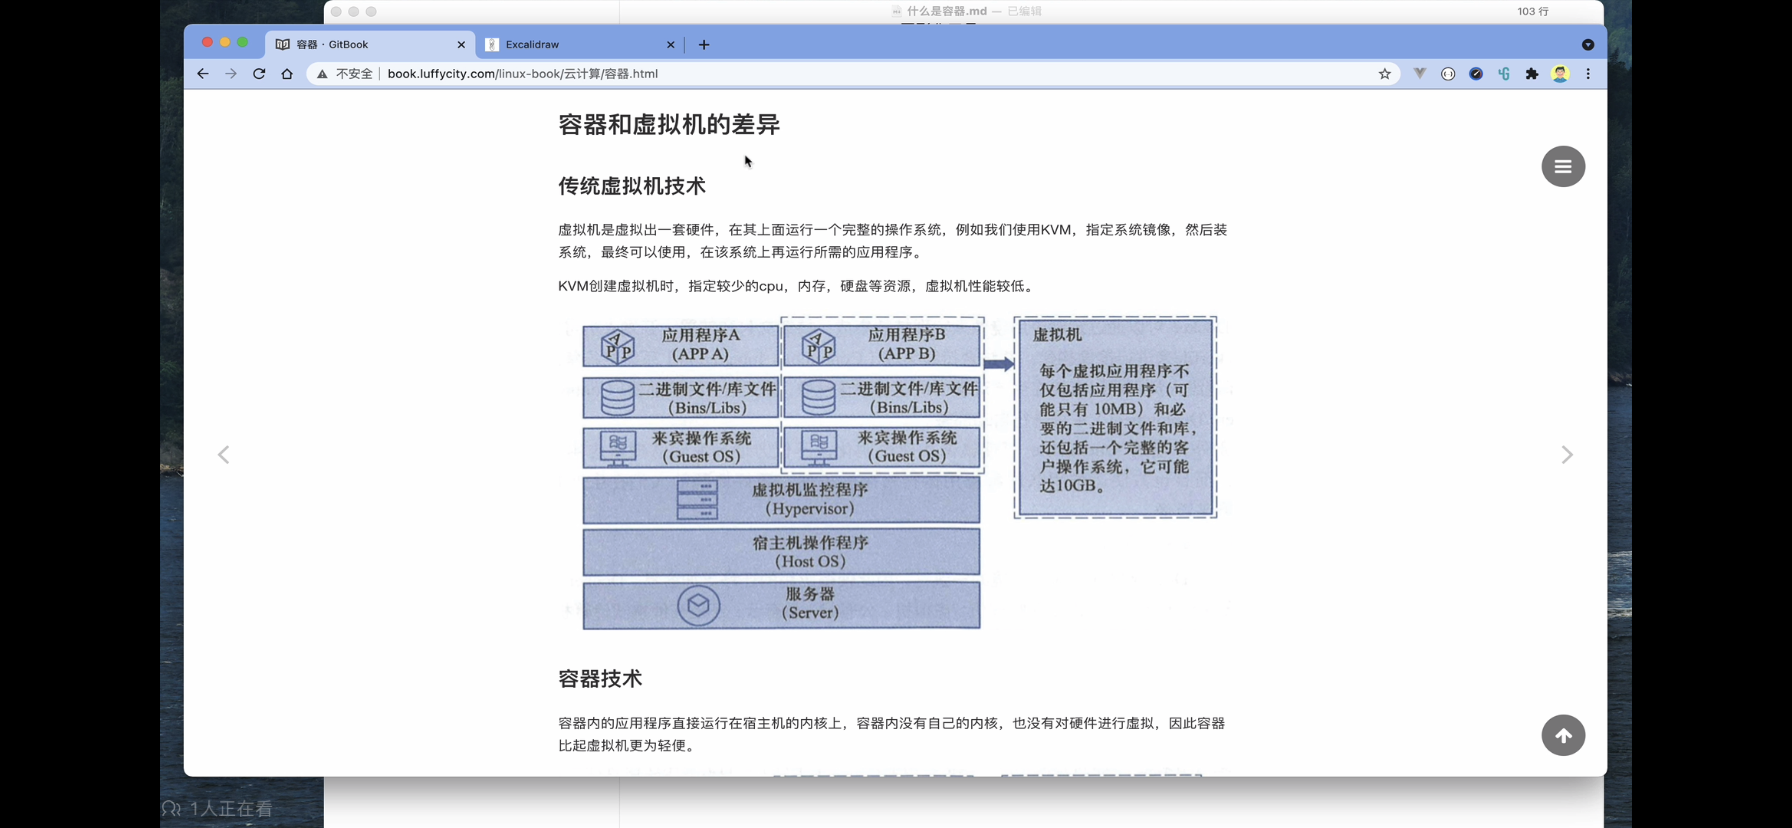 什么是容器.md — 已编辑
103 行
容器 · GitBook
Excalidraw
不安全
book.luffycity.com/linux-book/云计算/容器.html
容器和虚拟机的差异
传统虚拟机技术
虚拟机是虚拟出一套硬件，在其上面运行一个完整的操作系统，例如我们使用KVM，指定系统镜像，然后装
系统，最终可以使用，在该系统上再运行所需的应用程序。
KVM创建虚拟机时，指定较少的cpu，内存，硬盘等资源，虚拟机性能较低。
应用程序A
(APP A)
应用程序B
(APP B)
二进制文件/库文件
(Bins/Libs)
二进制文件/库文件
(Bins/Libs)
来宾操作系统
(Guest OS)
来宾操作系统
(Guest OS)
虚拟机监控程序
(Hypervisor)
宿主机操作程序
(Host OS)
服务器
(Server)
虚拟机
每个虚拟应用程序不
仅包括应用程序（可
能只有 10MB）和必
要的二进制文件和库，
还包括一个完整的客
户操作系统，它可能
达10GB。
容器技术
容器内的应用程序直接运行在宿主机的内核上，容器内没有自己的内核，也没有对硬件进行虚拟，因此容器
比起虚拟机更为轻便。
1人正在看